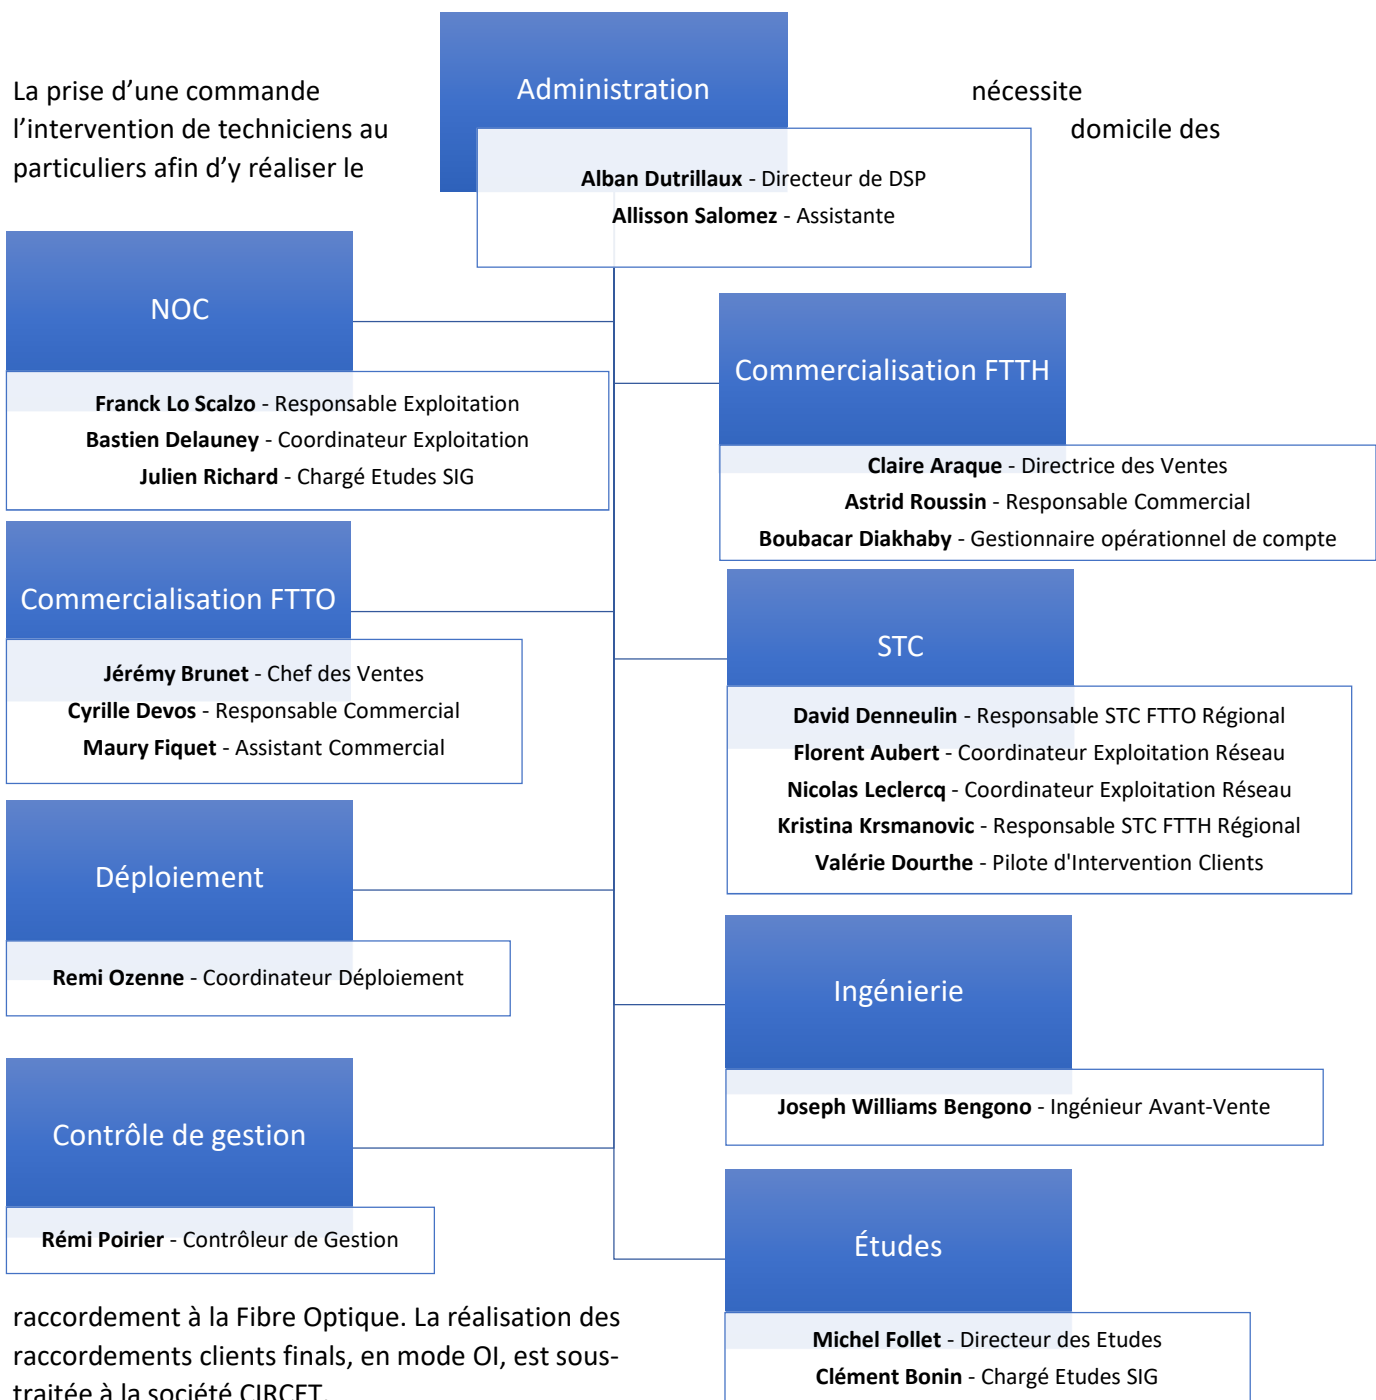 La prise d’une commande nécessite
l’intervention de techniciens au domicile des
particuliers afin d’y réaliser le
Administration
Alban Dutrillaux - Directeur de DSP
Allisson Salomez - Assistante
NOC
Franck Lo Scalzo - Responsable Exploitation
Bastien Delauney - Coordinateur Exploitation
Julien Richard - Chargé Etudes SIG
Commercialisation FTTH
Claire Araque - Directrice des Ventes
Astrid Roussin - Responsable Commercial
Boubacar Diakhaby - Gestionnaire opérationnel de compte
Commercialisation FTTO
Jérémy Brunet - Chef des Ventes
Cyrille Devos - Responsable Commercial
Maury Fiquet - Assistant Commercial
STC
David Denneulin - Responsable STC FTTO Régional
Florent Aubert - Coordinateur Exploitation Réseau
Nicolas Leclercq - Coordinateur Exploitation Réseau
Kristina Krsmanovic - Responsable STC FTTH Régional
Valérie Dourthe - Pilote d'Intervention Clients
Déploiement
Remi Ozenne - Coordinateur Déploiement
Ingénierie
Joseph Williams Bengono - Ingénieur Avant-Vente
Contrôle de gestion
Rémi Poirier - Contrôleur de Gestion
Études
Michel Follet - Directeur des Etudes
Clément Bonin - Chargé Etudes SIG
raccordement à la Fibre Optique. La réalisation des
raccordements clients finals, en mode OI, est sous-
traitée à la société CIRCET.